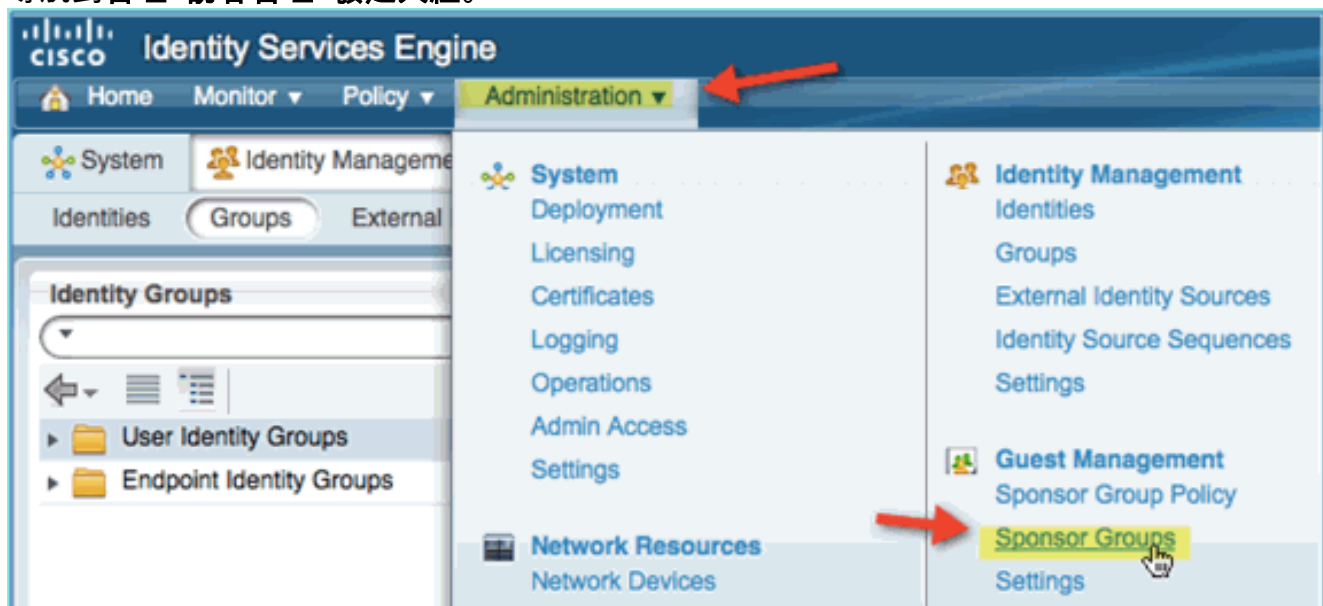 CISCO Identity Services Engine
Home Monitor Policy Administration
System Identity Manageme
Identities Groups External
Identity Groups
User Identity Groups
Endpoint Identity Groups
System
Deployment
Licensing
Certificates
Logging
Operations
Admin Access
Settings
Network Resources
Network Devices
Identity Management
Identities
Groups
External Identity Sources
Identity Source Sequences
Settings
Guest Management
Sponsor Group Policy
Sponsor Groups
Settings